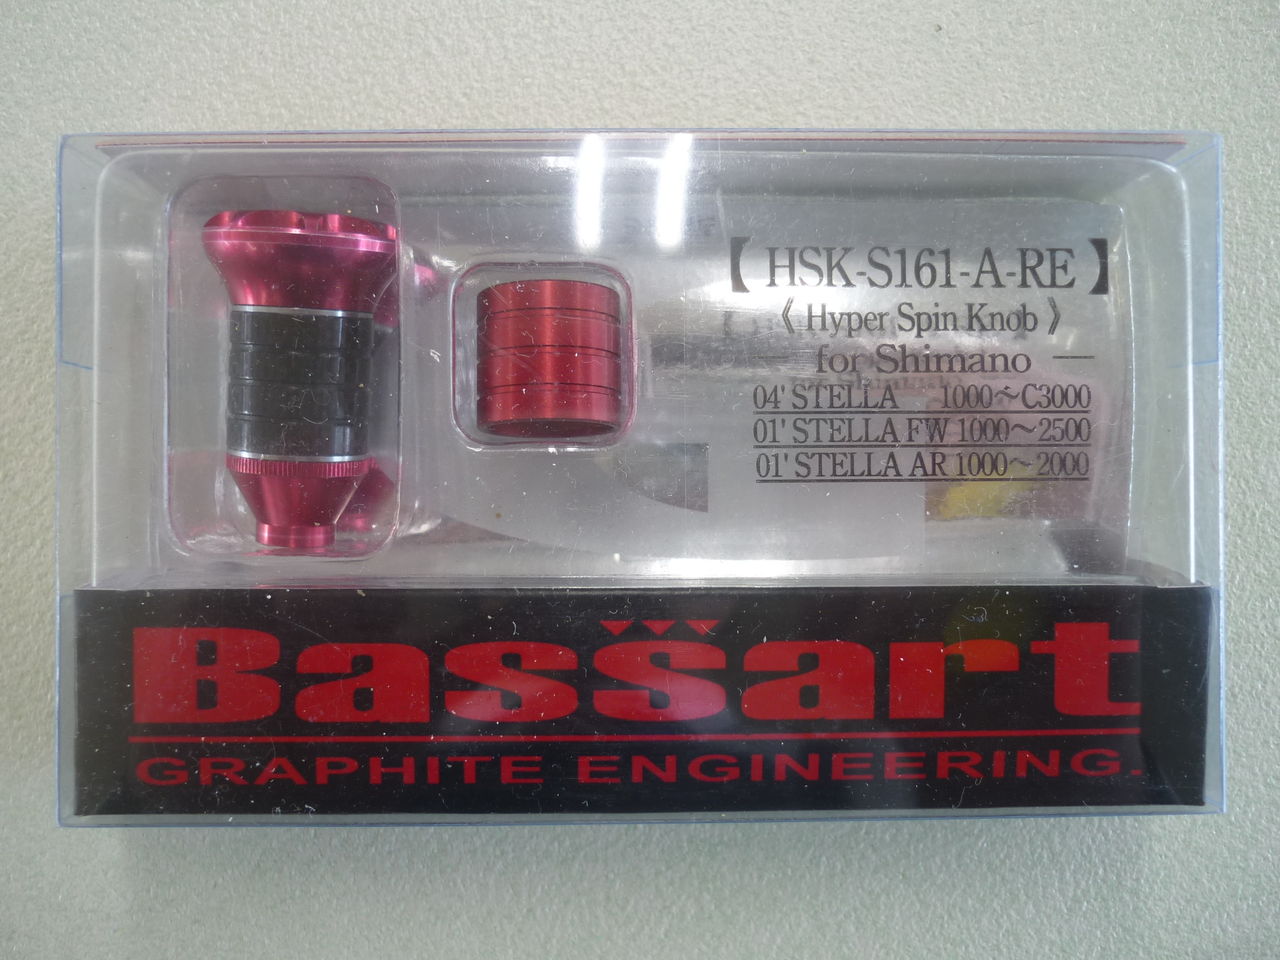 【 HSK-S161-A-RE 】
《 Hyper Spin Knob 》
for Shimano
04' STELLA 1000～C3000
01' STELLA FW 1000～2500
01' STELLA AR 1000～2000
Basšart
GRAPHITE ENGINEERING.